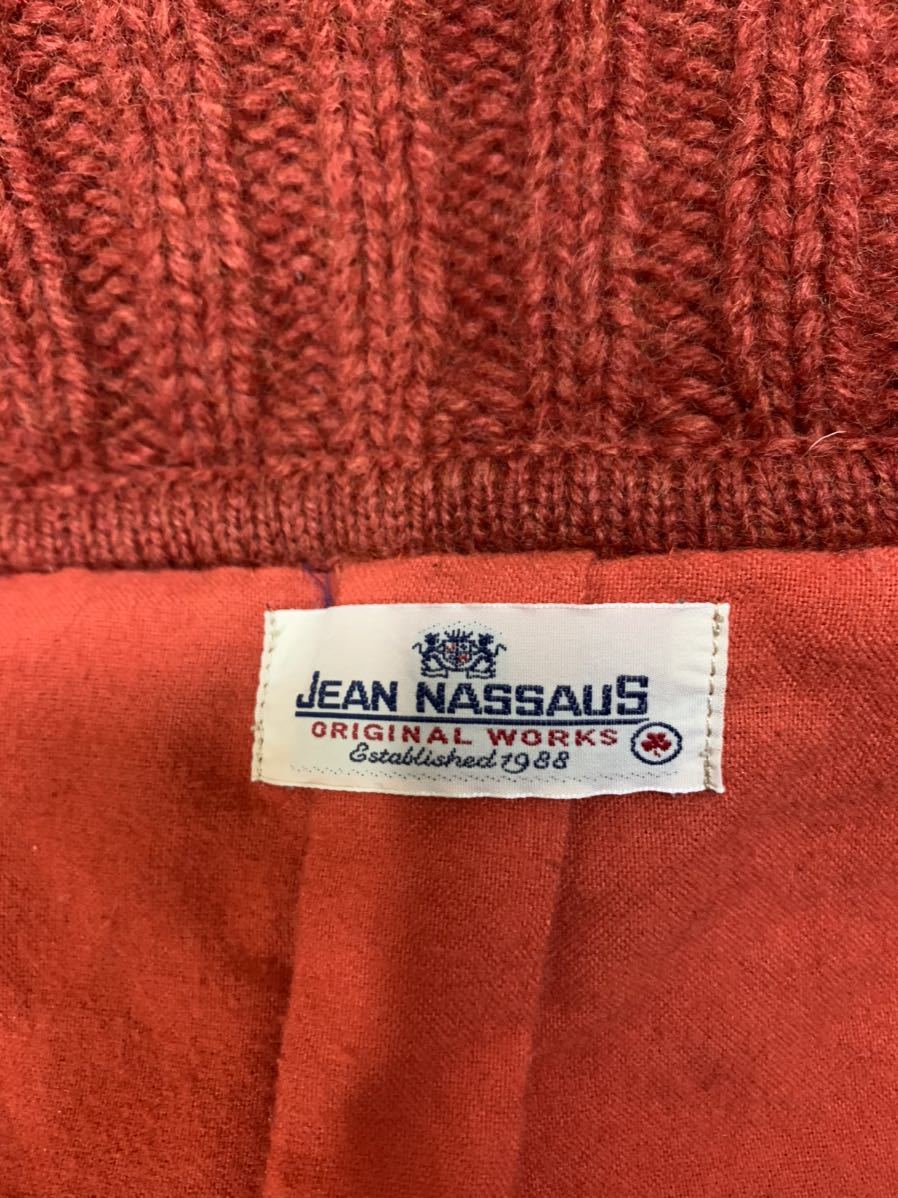 JEAN NASSAUS
ORIGINAL WORKS
Established 1988